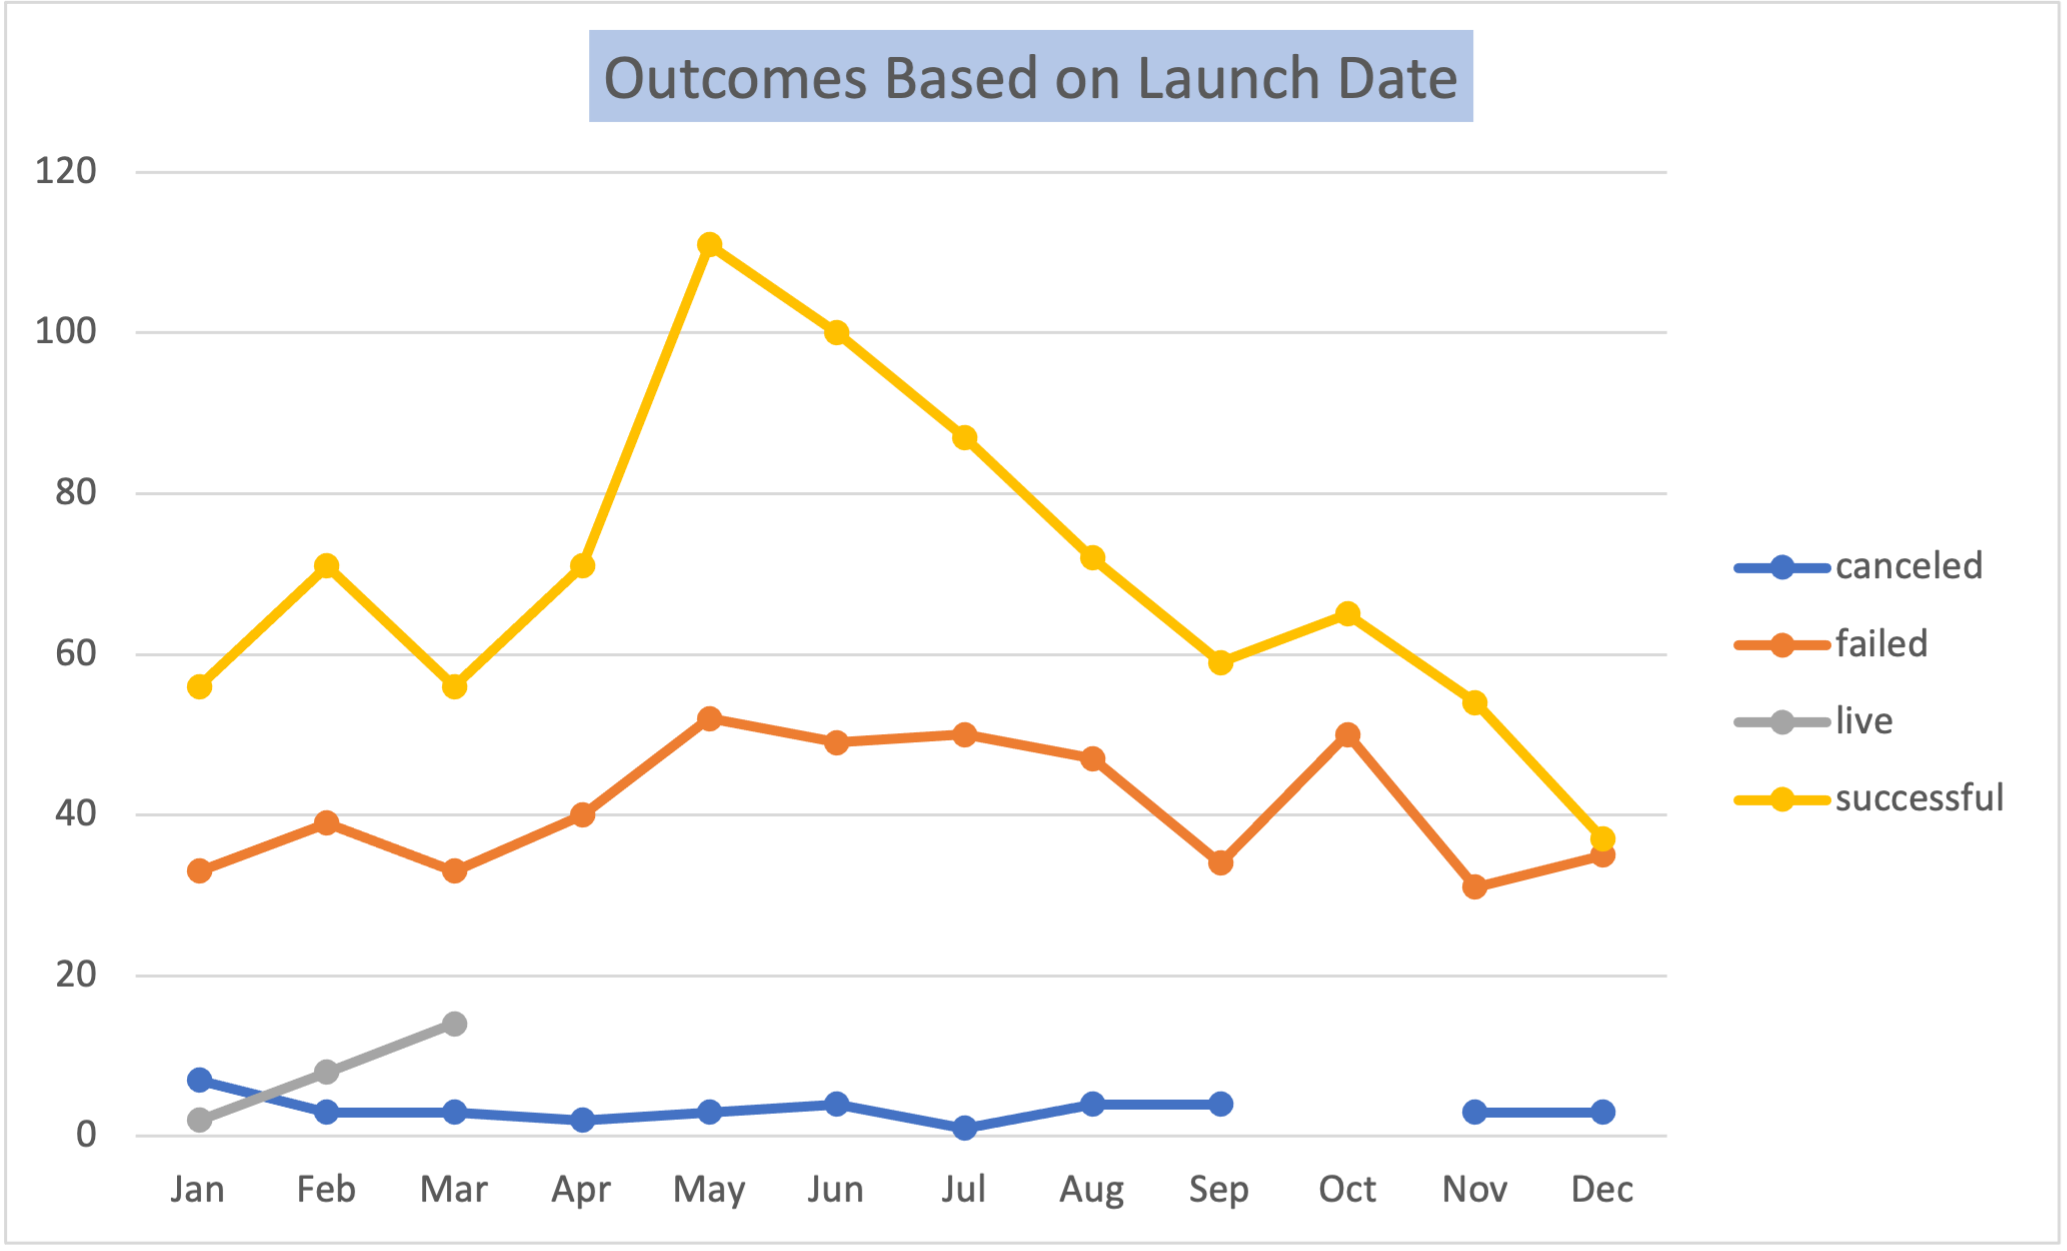 Outcomes Based on Launch Date
120
100
80
60
40
20
0
Jan Feb Mar Apr May Jun Jul Aug Sep Oct Nov Dec
canceled
failed
live
successful